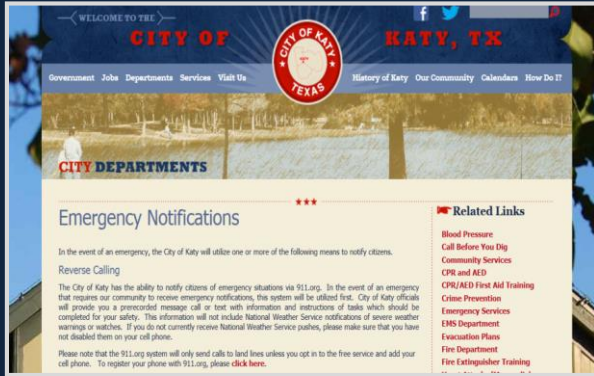 WELCOME TO THE
CITY OF KATY, TX
CITY OF KATY
TEXAS
Government Jobs Departments Services Visit Us History of Katy Our Community Calendars How Do I?
CITY DEPARTMENTS
Emergency Notifications
In the event of an emergency, the City of Katy will utilize one or more of the following means to notify citizens.
Reverse Calling
The City of Katy has the ability to notify citizens of emergency situations via 911.org. In the event of an emergency
that requires our community to receive emergency notifications, this system will be utilized first. City of Katy officials
will provide you a prerecorded message call or text with information and instructions of tasks which should be
completed for your safety. This information will not include National Weather Service notifications of severe weather
warnings or watches. If you do not currently receive National Weather Service pushes, please make sure that you have
not disabled them on your cell phone.
Please note that the 911.org system will only send calls to land lines unless you opt in to the free service and add your
cell phone. To register your phone with 911.org, please click here.
Related Links
Blood Pressure
Call Before You Dig
Community Services
CPR and AED
CPR/AED First Aid Training
Crime Prevention
Emergency Services
EMS Department
Evacuation Plans
Fire Department
Fire Extinguisher Training